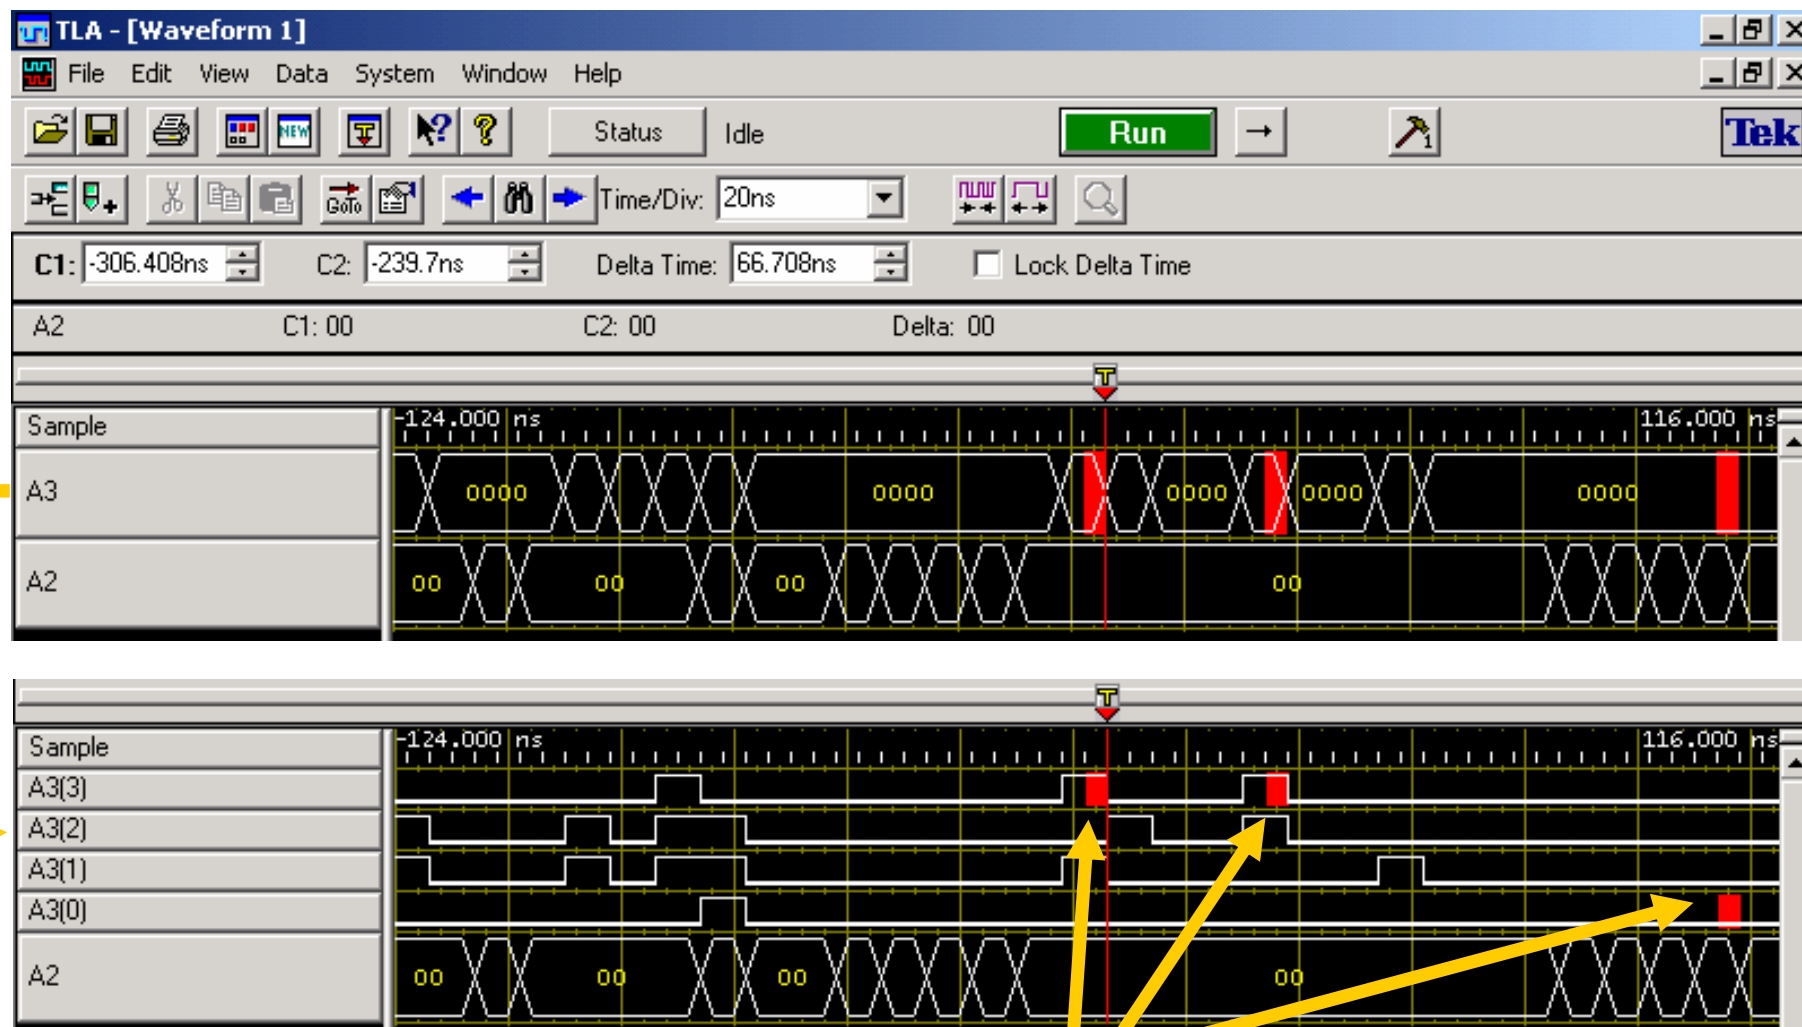 TLA - [Waveform 1]
File Edit View Data System Window Help
NEW Status Idle Run 1 Tek
GoTo Time/Div: 20ns
C1: -306.408ns C2: -239.7ns Delta Time: 66.708ns Lock Delta Time
A2 C1: 00 C2: 00 Delta: 00
T
Sample -124.000 ns 116.000 ns
A3 0000 0000 0000 0000 0000
A2 00 00 00 00
T
Sample -124.000 ns 116.000 ns
A3(3)
A3(2)
A3(1)
A3(0)
A2 00 00 00 00